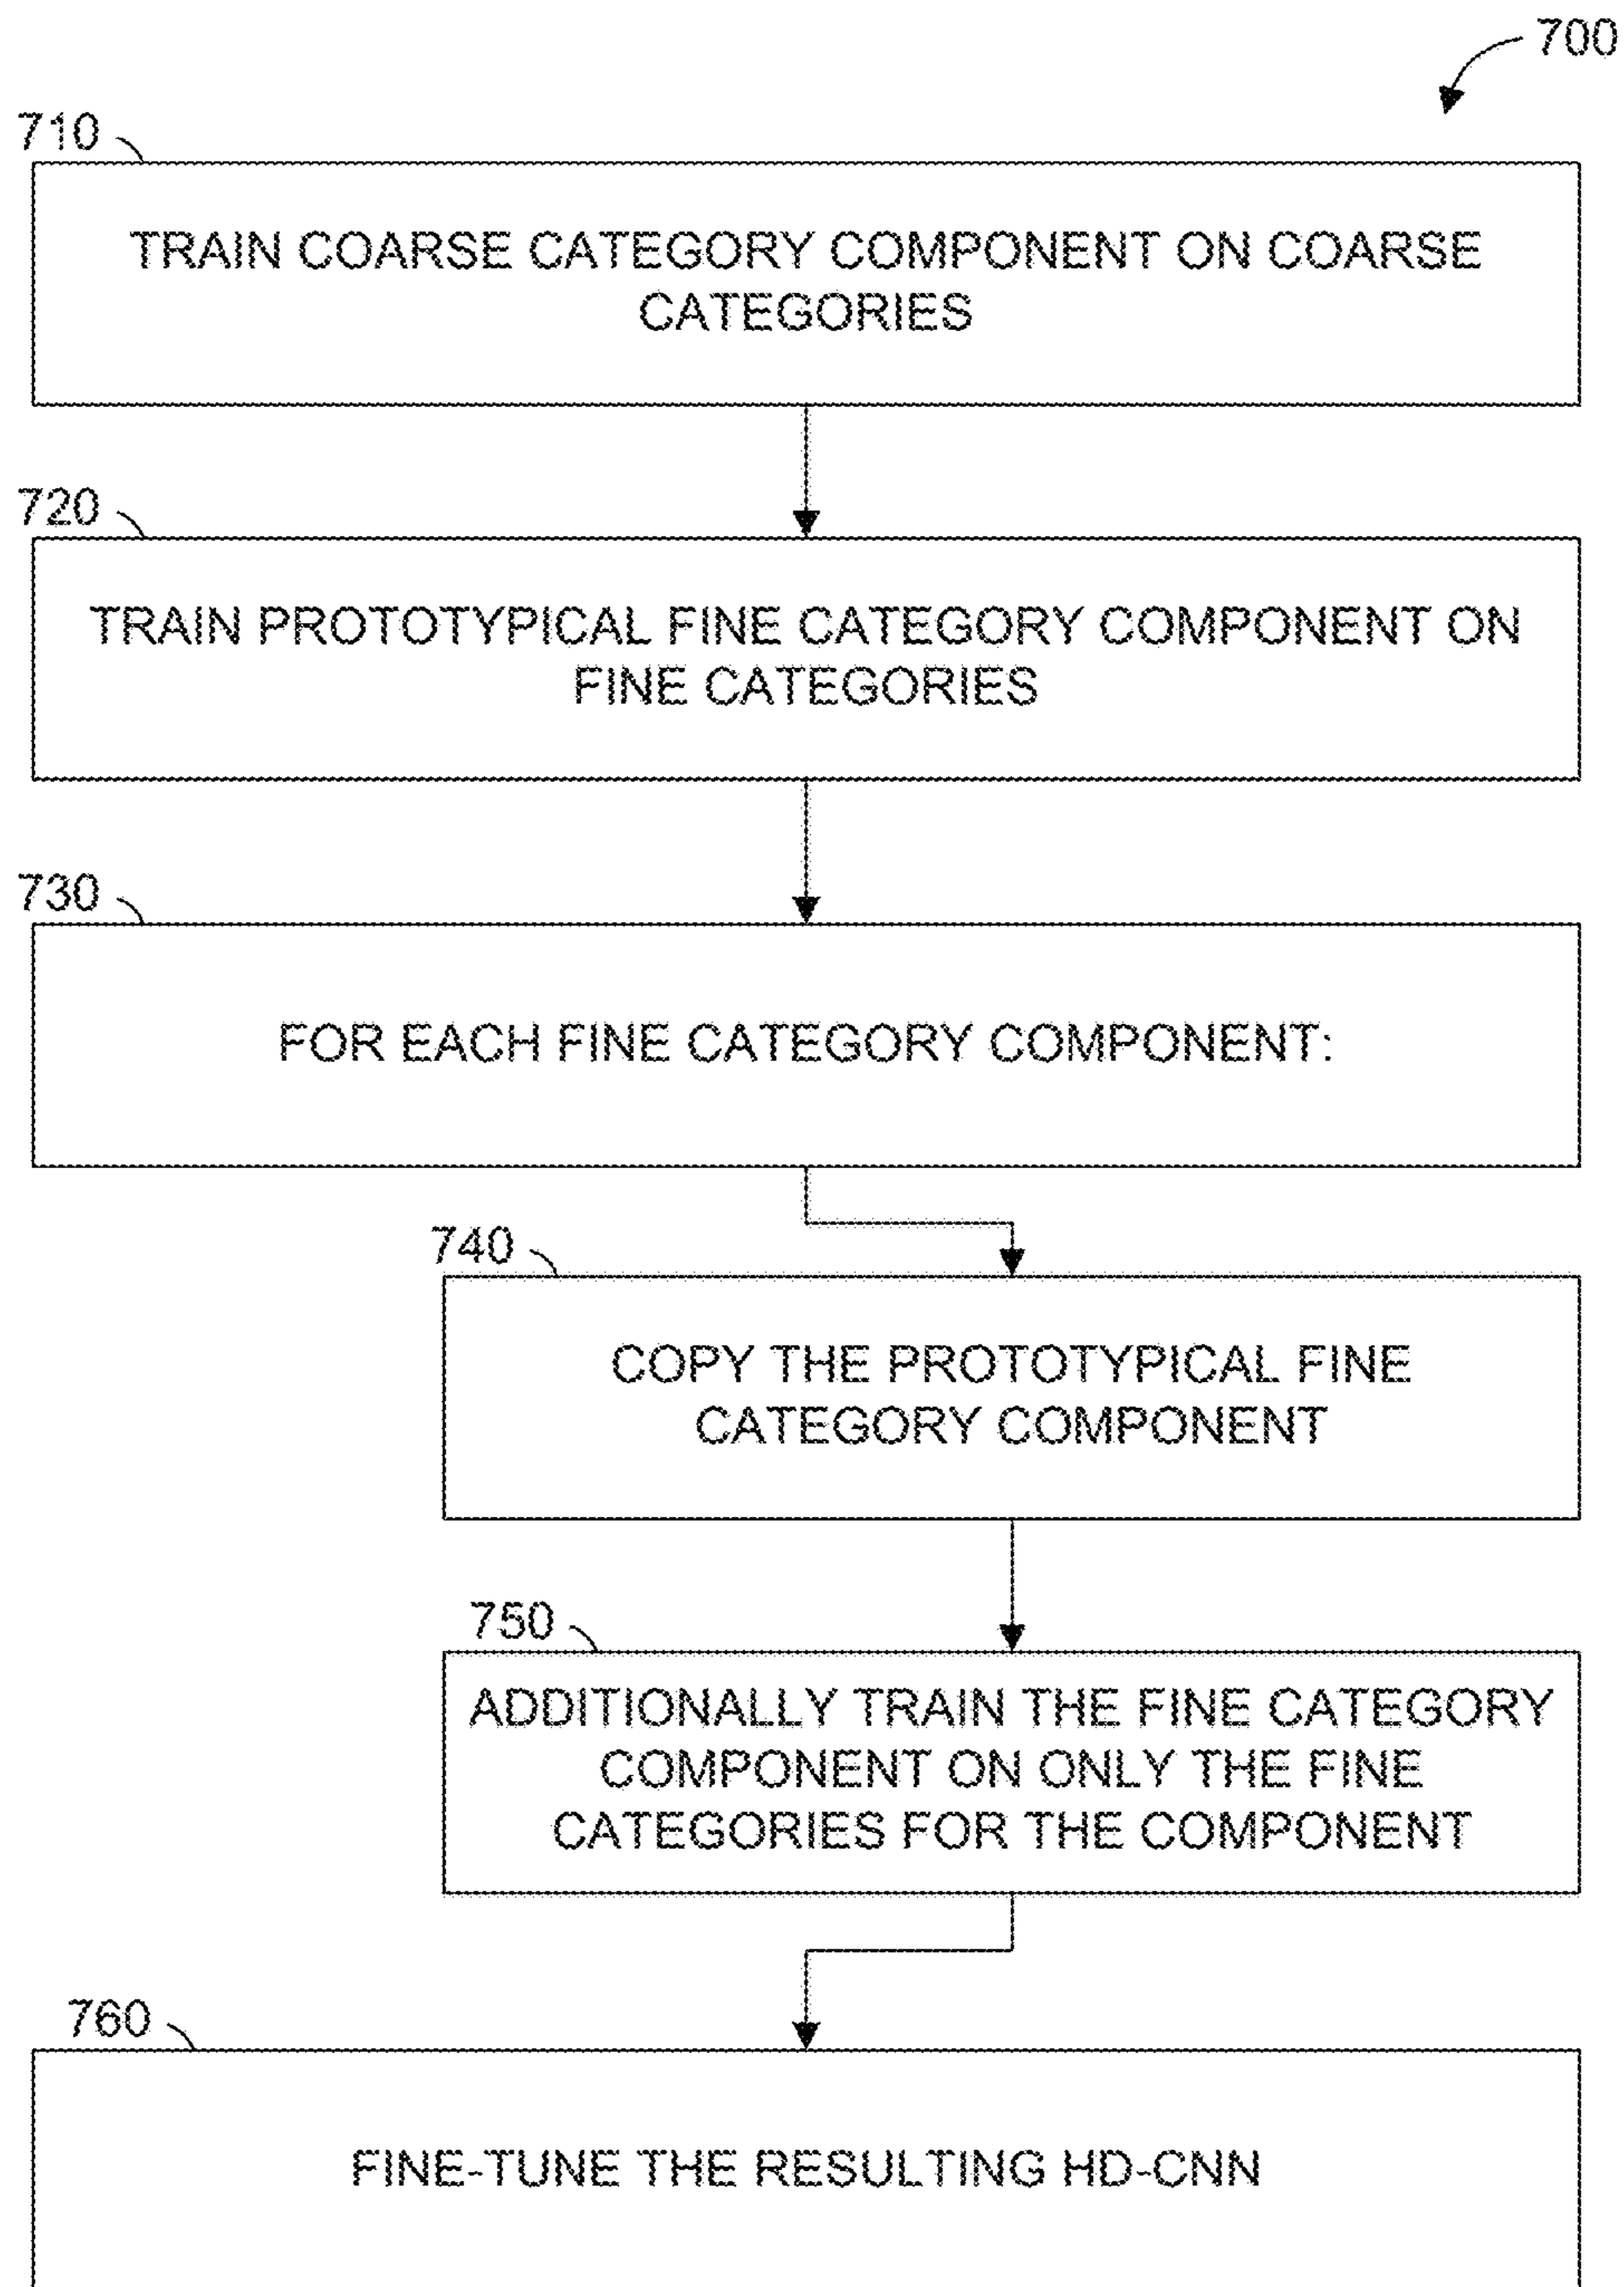 700
710
TRAIN COARSE CATEGORY COMPONENT ON COARSE
CATEGORIES
720
TRAIN PROTOTYPICAL FINE CATEGORY COMPONENT ON
FINE CATEGORIES
730
FOR EACH FINE CATEGORY COMPONENT:
740
COPY THE PROTOTYPICAL FINE
CATEGORY COMPONENT
750
ADDITIONALLY TRAIN THE FINE CATEGORY
COMPONENT ON ONLY THE FINE
CATEGORIES FOR THE COMPONENT
760
FINE-TUNE THE RESULTING HD-CNN